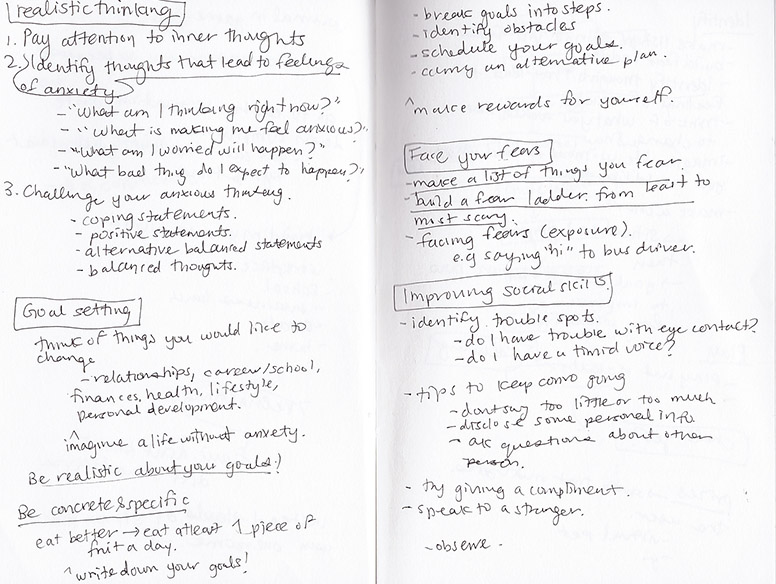 realistic thinking
1. Pay attention to inner thoughts
2. Identify thoughts that lead to feelings
of anxiety
- "What am I thinking right now?"
- "What is making me feel anxious?"
- "What am I worried will happen?"
- "What bad thing do I expect to happen?"
3. Challenge your anxious thinking.
- coping statements.
- positive statements.
- alternative balanced statements
- balanced thoughts.
Goal setting
think of things you would like to
change
- relationships, career/school,
finances, health, lifestyle,
personal development.
^imagine a life without anxiety.
Be realistic about your goals!
Be concrete & specific
eat better → eat atleast 1 piece of
fruit a day.
^ write down your goals!
- break goals into steps.
- identify obstacles
- schedule your goals.
- carry an alternative plan.
^make rewards for yourself.
Face your fears
- make a list of things you fear.
- build a fear ladder. from least to
most scary.
- facing fears (exposure).
e.g saying "hi" to bus driver.
Improving social skills.
- identify trouble spots.
- do I have trouble with eye contact?
- do I have a timid voice?
- tips to keep convo going
- dont say too little or too much
- disclose some personal info
- ask questions about other
person.
- try giving a compliment.
- speak to a stranger.
- observe.